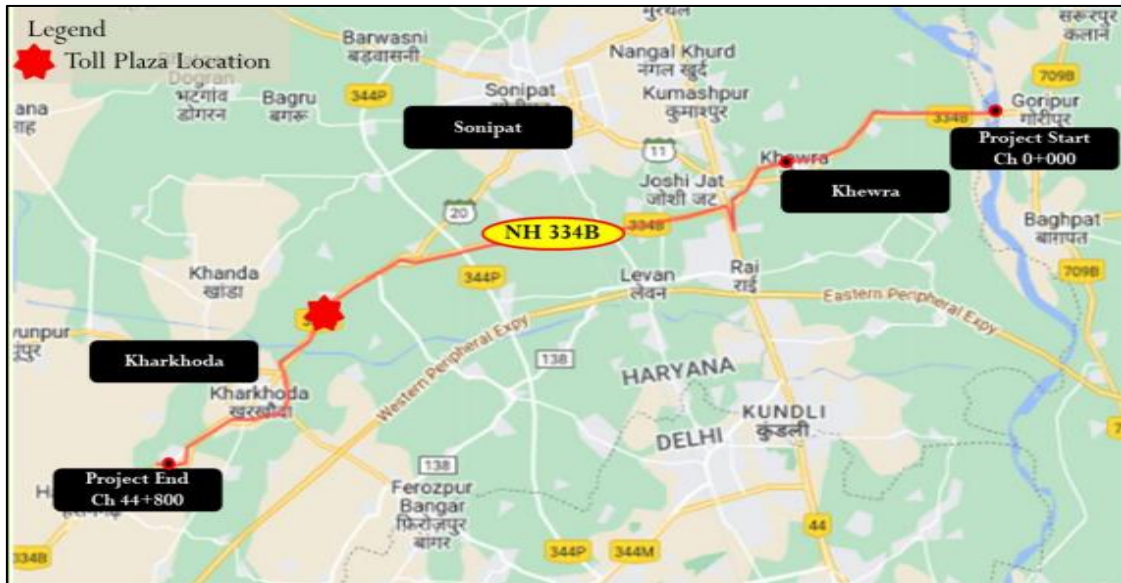 Legend
Toll Plaza Location
Barwasni
बड़वासनी
मुरथल
सरूरपुर
कलान
Dogran
भटगांव
डोगरन
Bagru
बगरू
344P
Sonipat
Nangal Khurd
नंगल खुर्द
Kumashpur
कुमाशपुर
709B
Goripur
गोरीपुर
334B
Project Start
Ch 0+000
Sonipat
11
Khewra
Khewra
Joshi Jat
जोशी जट
20
NH 334B
334B
Baghpat
बागपत
709B
Khanda
खांडा
344P
Levan
लेवन
Rai
राई
Eastern Peripheral Expy
Western Peripheral Expy
Kharkhoda
Kharkhoda
खरखौदा
138
HARYANA
DELHI
KUNDLI
कुंडली
Project End
Ch 44+800
138
Ferozpur
Bangar
फ़िरोज़पुर
बांगर
44
334B
344P
344M